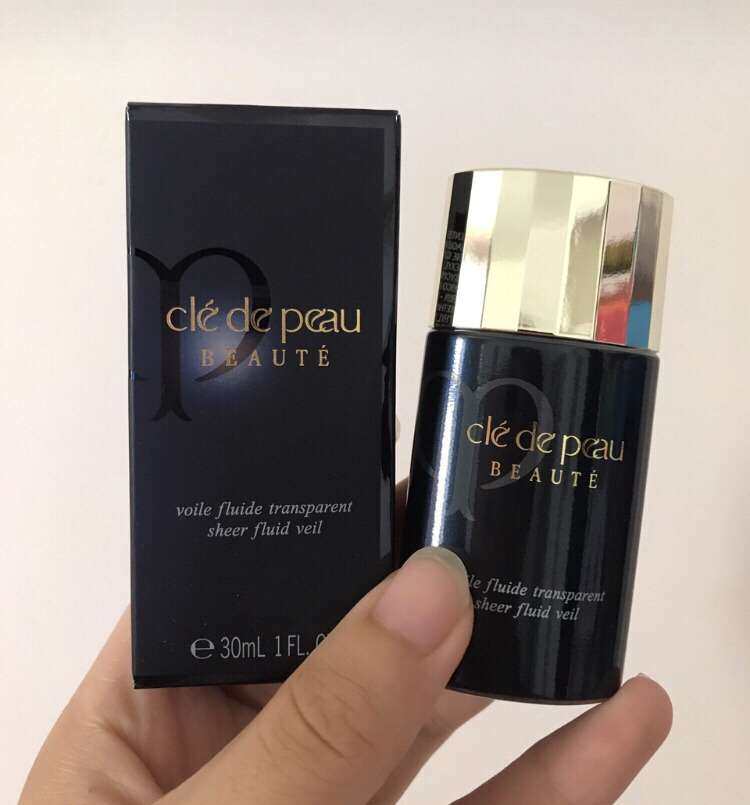 clé de peau
BEAUTÉ
voile fluide transparent
sheer fluid veil
e 30mL 1 FL.
clé de peau
BEAUTÉ
fluide transparent
sheer fluid veil